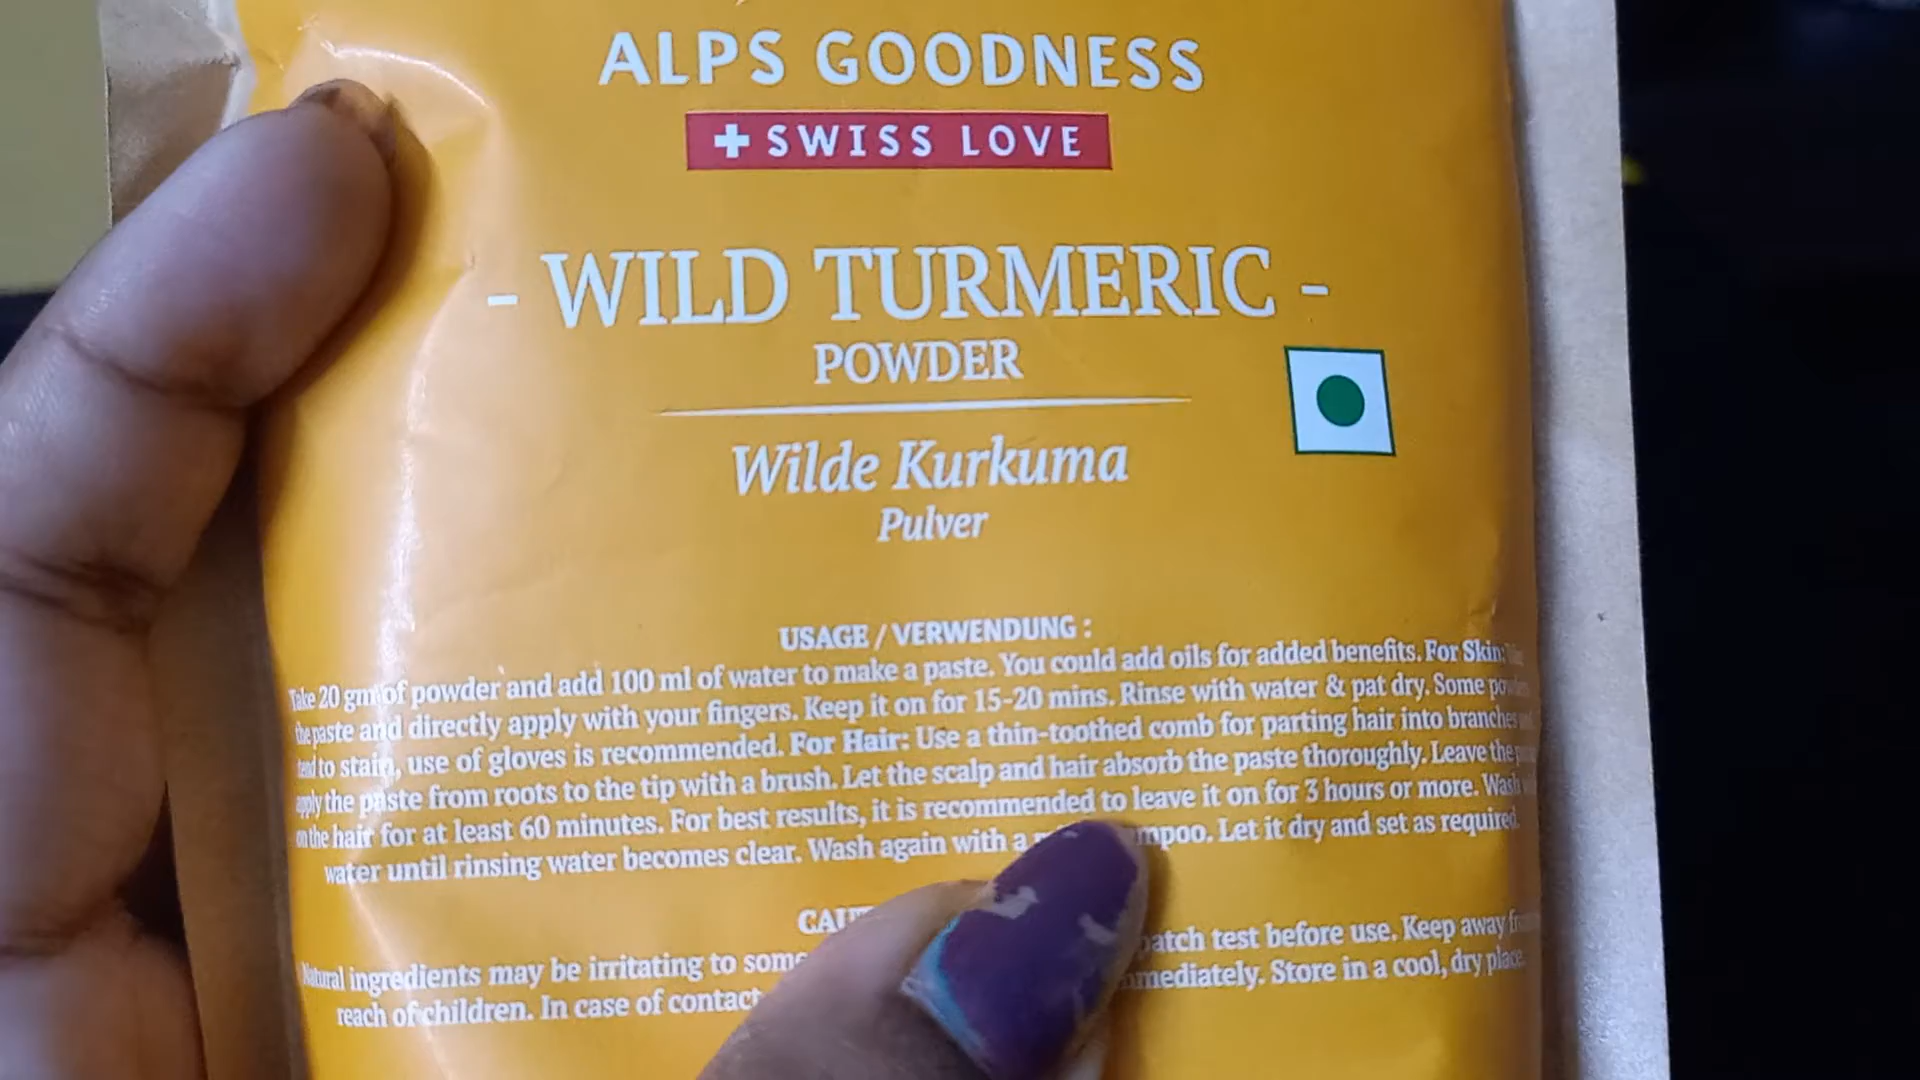 ALPS GOODNESS
+ SWISS LOVE
- WILD TURMERIC -
POWDER
Wilde Kurkuma
Pulver
USAGE / VERWENDUNG :
Take 20 gm of powder and add 100 ml of water to make a paste. You could add oils for added benefits. For Skin:
the paste and directly apply with your fingers. Keep it on for 15-20 mins. Rinse with water & pat dry. Some
tend to stain, use of gloves is recommended. For Hair: Use a thin-toothed comb for parting hair into branches
apply the paste from roots to the tip with a brush. Let the scalp and hair absorb the paste thoroughly. Leave the
on the hair for at least 60 minutes. For best results, it is recommended to leave it on for 3 hours or more. Wash
water until rinsing water becomes clear. Wash again with a Let it dry and set as required.
Natural ingredients may be irritating to some patch test before use. Keep away
reach of children. In case of contact Store in a cool, dry place.